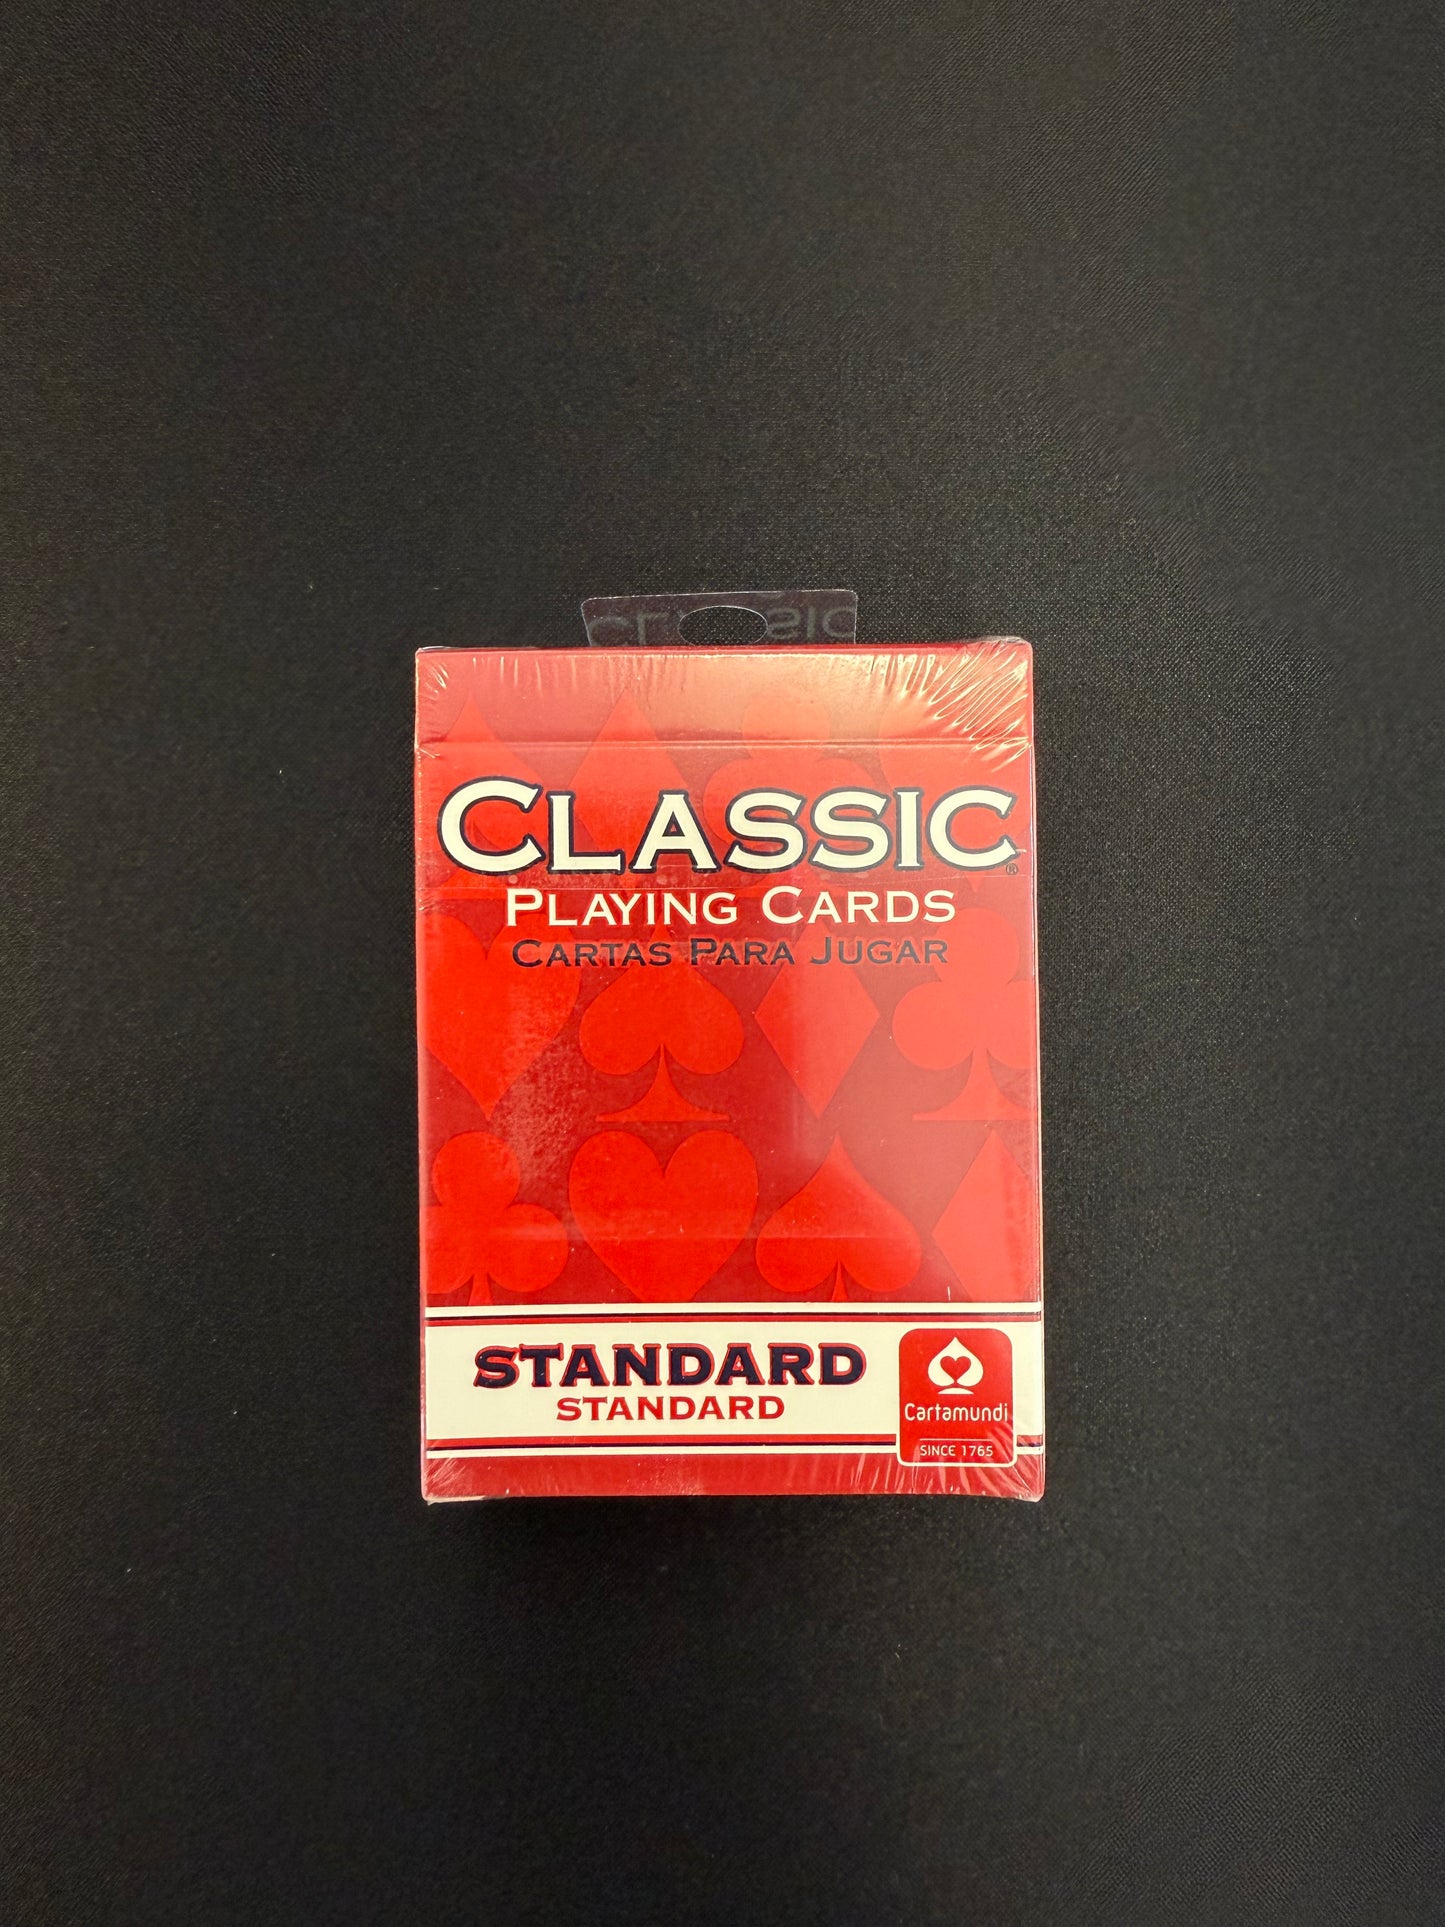 CLASSIC®
PLAYING CARDS
CARTAS PARA JUGAR
STANDARD
STANDARD
Cartamundi
SINCE 1765